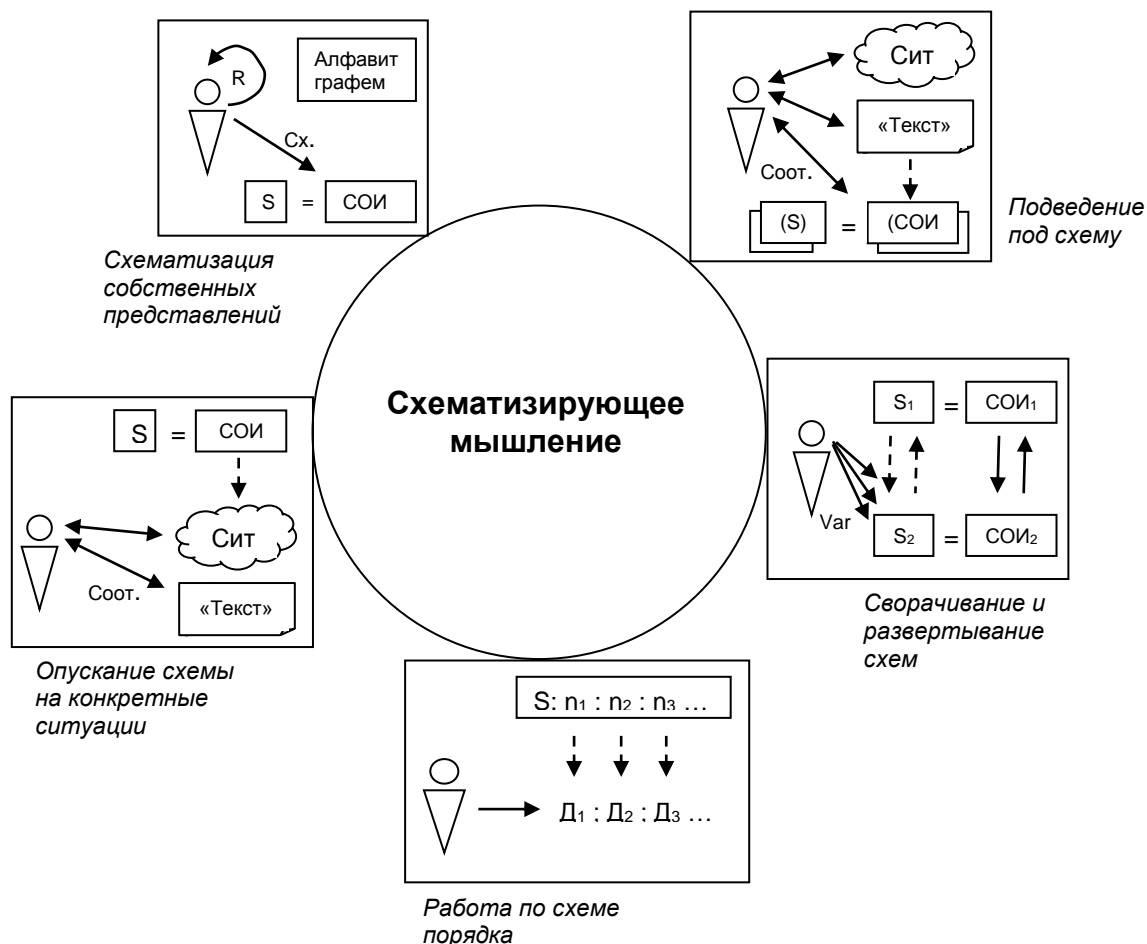 R
Алфавит
графем
Сх.
S = СОИ
Схематизация
собственных
представлений
Сит
«Текст»
Соот.
(S) = (СОИ
Подведение
под схему
Схематизирующее
мышление
S = СОИ
Сит
Соот.
«Текст»
Опускание схемы
на конкретные
ситуации
S₁ = СОИ₁
Var
S₂ = СОИ₂
Сворачивание и
развертывание
схем
S: n₁ : n₂ : n₃ …
Д₁ : Д₂ : Д₃ …
Работа по схеме
порядка